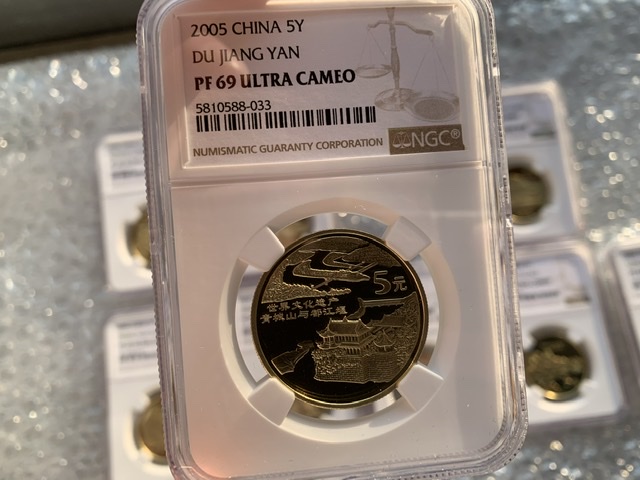 2005 CHINA 5Y
DU JIANG YAN
PF 69 ULTRA CAMEO
5810588-033
NUMISMATIC GUARANTY CORPORATION
NGC®
5元
世界文化遗产
青城山与都江堰